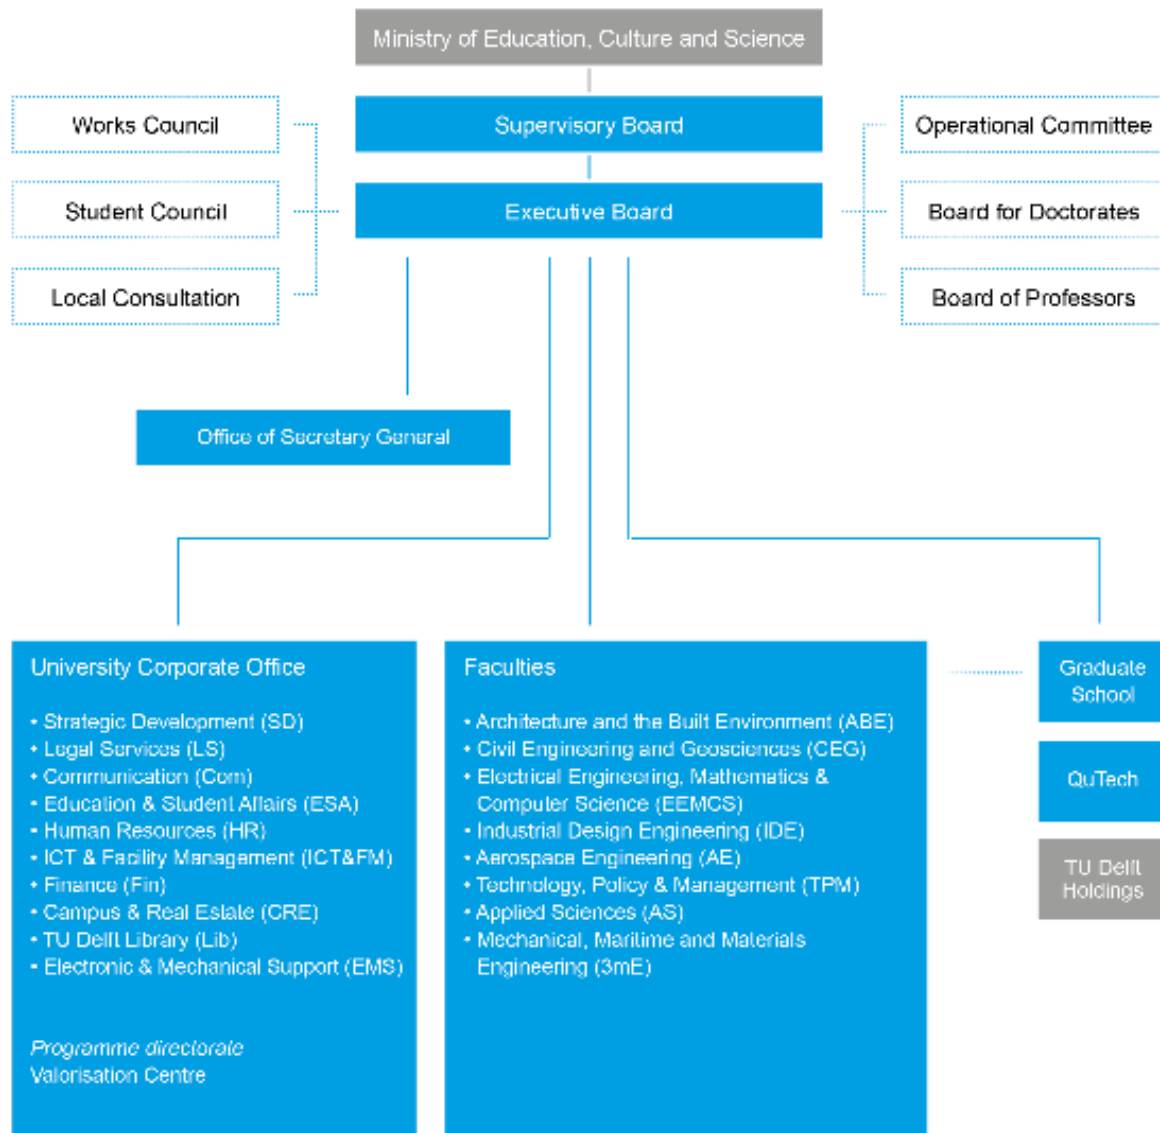 Ministry of Education, Culture and Science
Works Council
Supervisory Board
Operational Committee
Student Council
Executive Board
Board for Doctorates
Local Consultation
Board of Professors
Office of Secretary General
University Corporate Office
• Strategic Development (SD)
• Legal Services (LS)
• Communication (Com)
• Education & Student Affairs (ESA)
• Human Resources (HR)
• ICT & Facility Management (ICT&FM)
• Finance (Fin)
• Campus & Real Estate (CRE)
• TU Delft Library (Lib)
• Electronic & Mechanical Support (EMS)
Programme directorate
Valorisation Centre
Faculties
• Architecture and the Built Environment (ABE)
• Civil Engineering and Geosciences (CEG)
• Electrical Engineering, Mathematics &
Computer Science (EEMCS)
• Industrial Design Engineering (IDE)
• Aerospace Engineering (AE)
• Technology, Policy & Management (TPM)
• Applied Sciences (AS)
• Mechanical, Maritime and Materials
Engineering (3mE)
Graduate
School
QuTech
TU Delft
Holdings